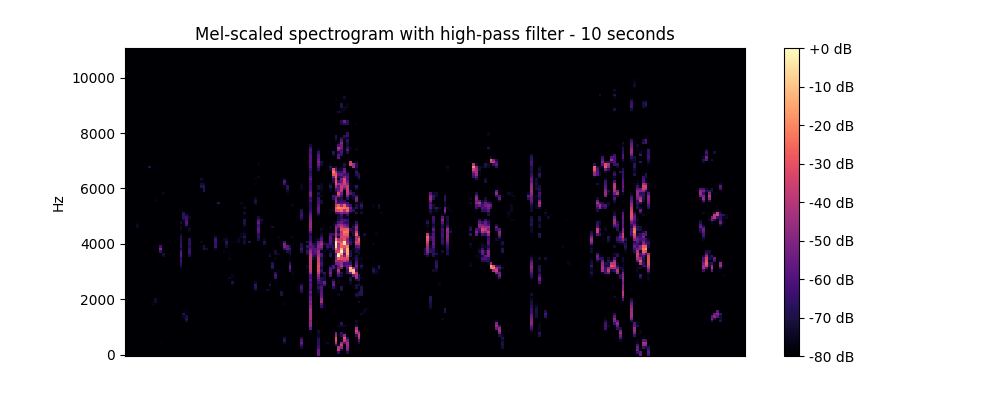 Mel-scaled spectrogram with high-pass filter - 10 seconds
Hz
10000
8000
6000
4000
2000
0
+0 dB
-10 dB
-20 dB
-30 dB
-40 dB
-50 dB
-60 dB
-70 dB
-80 dB